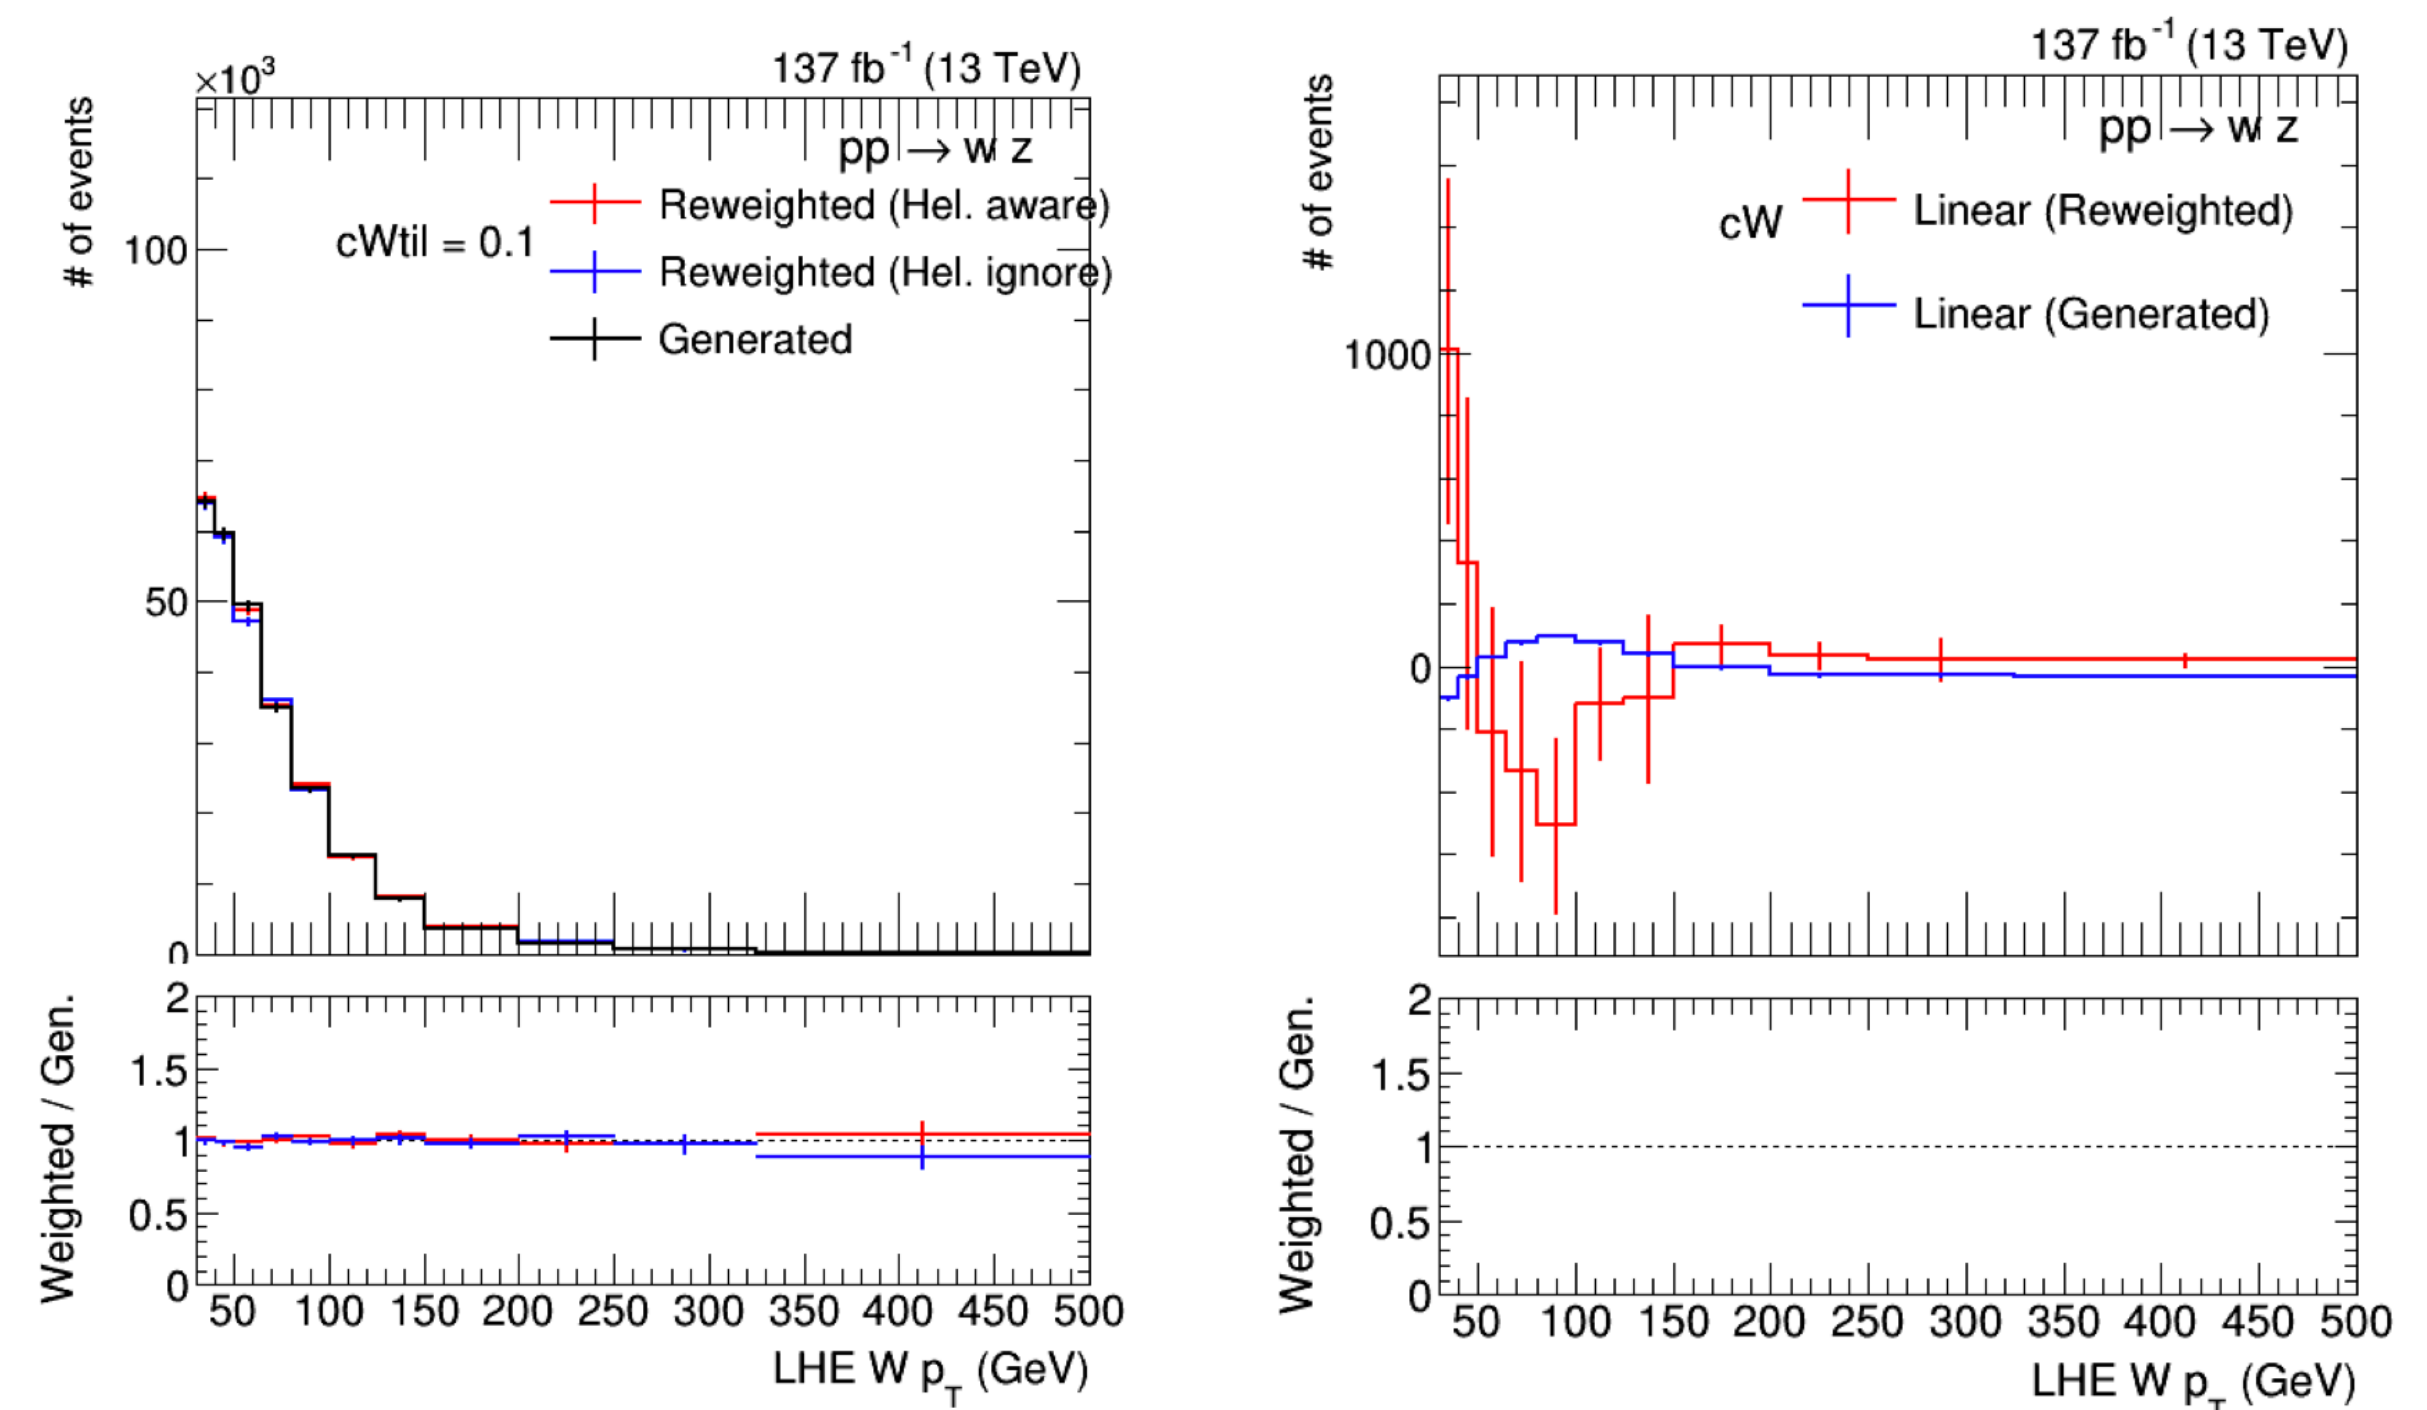 137 fb⁻¹ (13 TeV)
×10³
# of events
pp → w z
cWtil = 0.1
Reweighted (Hel. aware)
Reweighted (Hel. ignore)
Generated
100
50
0
Weighted / Gen.
2
1.5
1
0.5
0
50 100 150 200 250 300 350 400 450 500
LHE W p_T (GeV)
137 fb⁻¹ (13 TeV)
# of events
pp → w z
cW
Linear (Reweighted)
Linear (Generated)
1000
0
Weighted / Gen.
2
1.5
1
0.5
0
50 100 150 200 250 300 350 400 450 500
LHE W p_T (GeV)